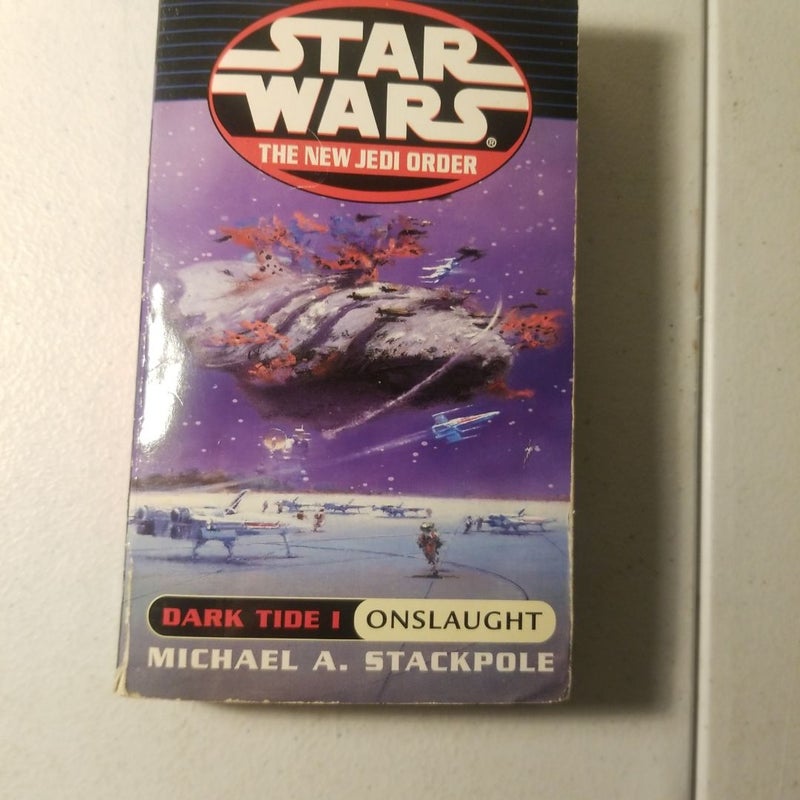 STAR
WARS®
THE NEW JEDI ORDER
DARK TIDE I ONSLAUGHT
MICHAEL A. STACKPOLE